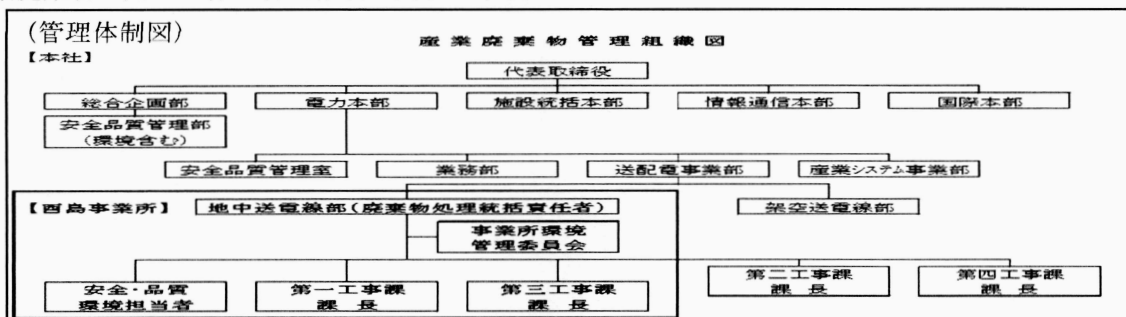 (管理体制図)
産業廃棄物管理組織図
【本社】
代表取締役
総合企画部 電力本部 施設統括本部 情報通信本部 国際本部
安全品質管理部
(環境含む)
安全品質管理室 業務部 送配電事業部 産業システム事業部
【酉島事業所】 地中送電線部(廃棄物処理統括責任者) 架空送電線部
事業所環境
管理委員会
安全・品質
環境担当者
第一工事課
課長
第三工事課
課長
第二工事課
課長
第四工事課
課長